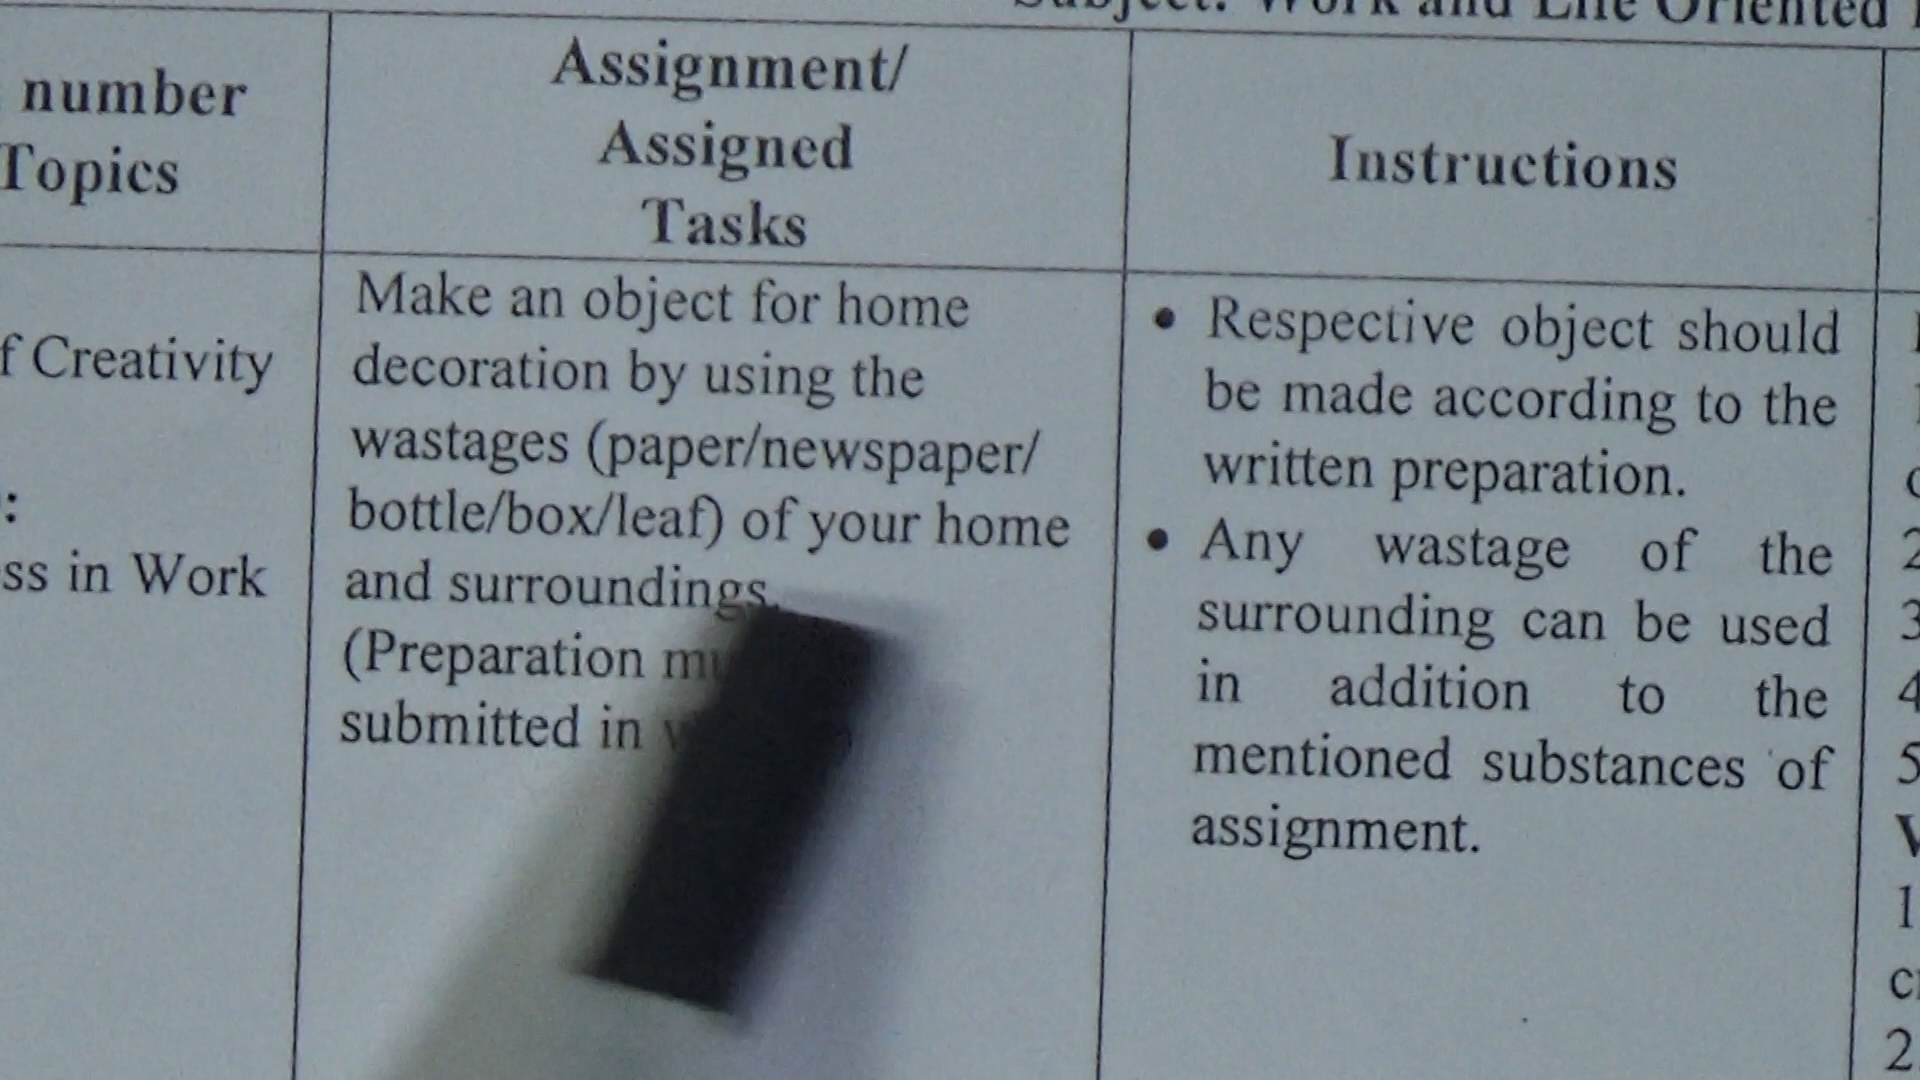 Subject: Work and Life Oriented
number
Topics
Assignment/
Assigned
Tasks
Instructions
f Creativity
:
ss in Work
Make an object for home
decoration by using the
wastages (paper/newspaper/
bottle/box/leaf) of your home
and surroundings.
(Preparation
submitted in
• Respective object should
be made according to the
written preparation.
• Any wastage of the
surrounding can be used
in addition to the
mentioned substances of
assignment.
2
3
4
5
1
2